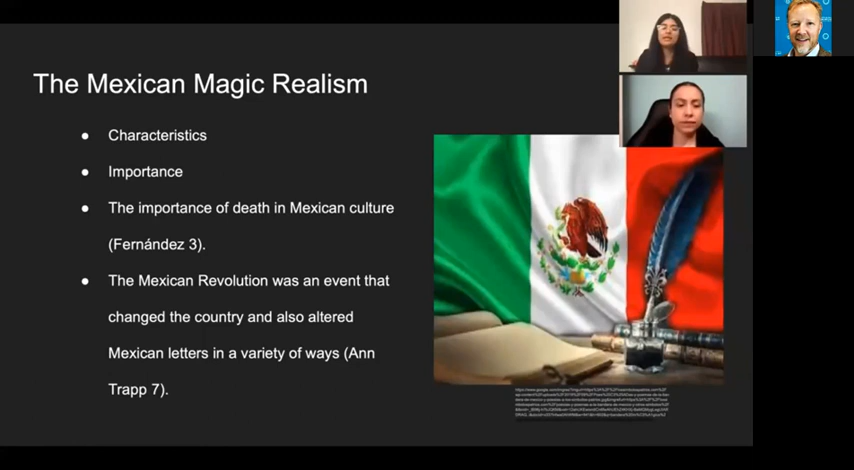 The Mexican Magic Realism
● Characteristics
● Importance
● The importance of death in Mexican culture
(Fernández 3).
● The Mexican Revolution was an event that
changed the country and also altered
Mexican letters in a variety of ways (Ann
Trapp 7).